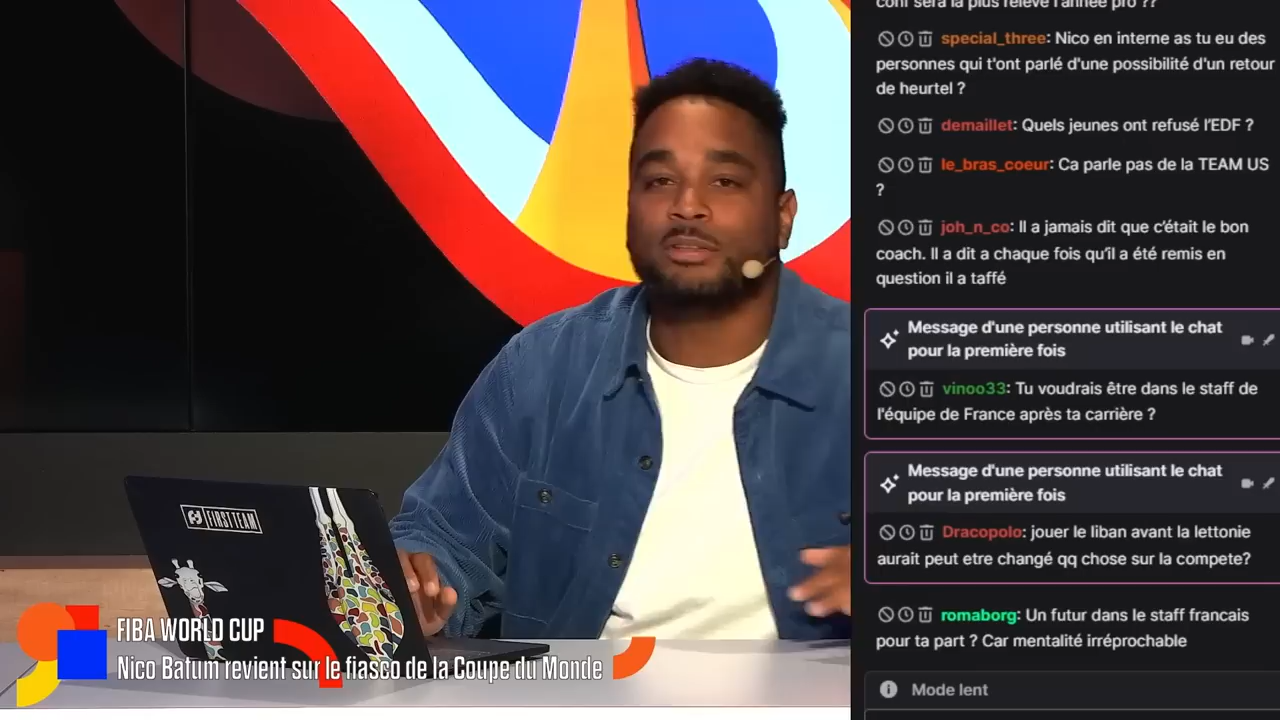 conf sera la plus relevé l'année pro ??
special_three: Nico en interne as tu eu des
personnes qui t'ont parlé d'une possibilité d'un retour
de heurtel ?
demaillet: Quels jeunes ont refusé l'EDF ?
le_bras_coeur: Ca parle pas de la TEAM US
?
joh_n_co: Il a jamais dit que c'était le bon
coach. Il a dit a chaque fois qu'il a été remis en
question il a taffé
Message d'une personne utilisant le chat
pour la première fois
vinoo33: Tu voudrais être dans le staff de
l'équipe de France après ta carrière ?
Message d'une personne utilisant le chat
pour la première fois
Dracopolo: jouer le liban avant la lettonie
aurait peut etre changé qq chose sur la compete?
romaborg: Un futur dans le staff francais
pour ta part ? Car mentalité irréprochable
Mode lent
FIRST TEAM
FIBA WORLD CUP
Nico Batum revient sur le fiasco de la Coupe du Monde